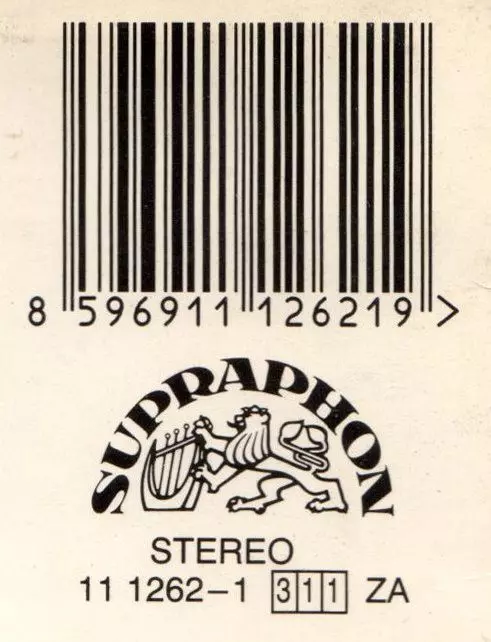 8 596911 126219 >
SUPRAPHON
STEREO
11 1262-1 311 ZA